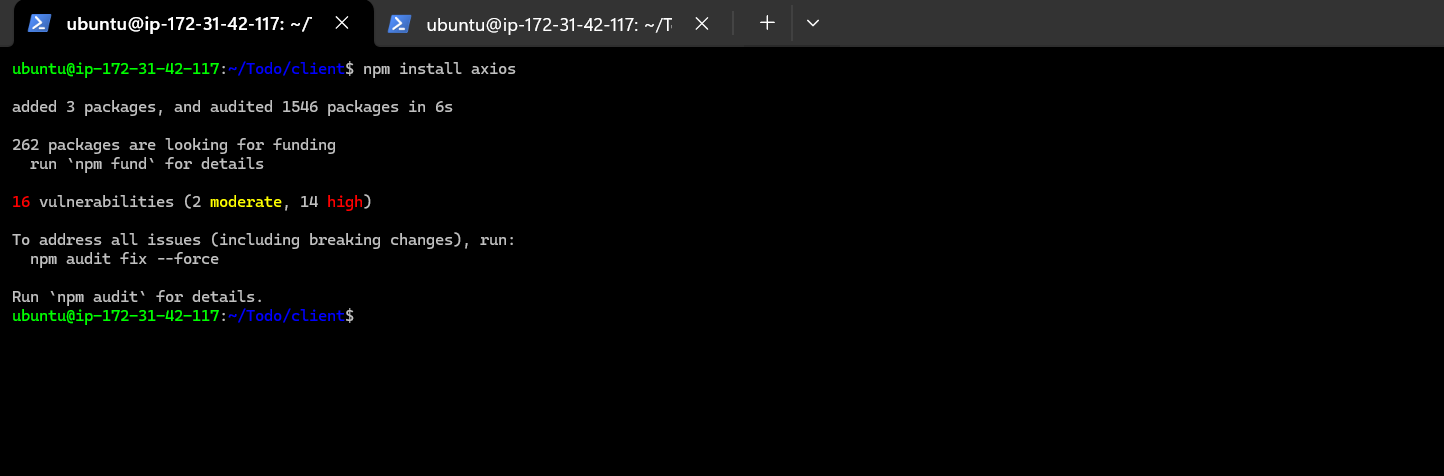 ubuntu@ip-172-31-42-117: ~/T
ubuntu@ip-172-31-42-117: ~/T
ubuntu@ip-172-31-42-117:~/Todo/client$ npm install axios
added 3 packages, and audited 1546 packages in 6s
262 packages are looking for funding
  run `npm fund` for details
16 vulnerabilities (2 moderate, 14 high)
To address all issues (including breaking changes), run:
  npm audit fix --force
Run `npm audit` for details.
ubuntu@ip-172-31-42-117:~/Todo/client$